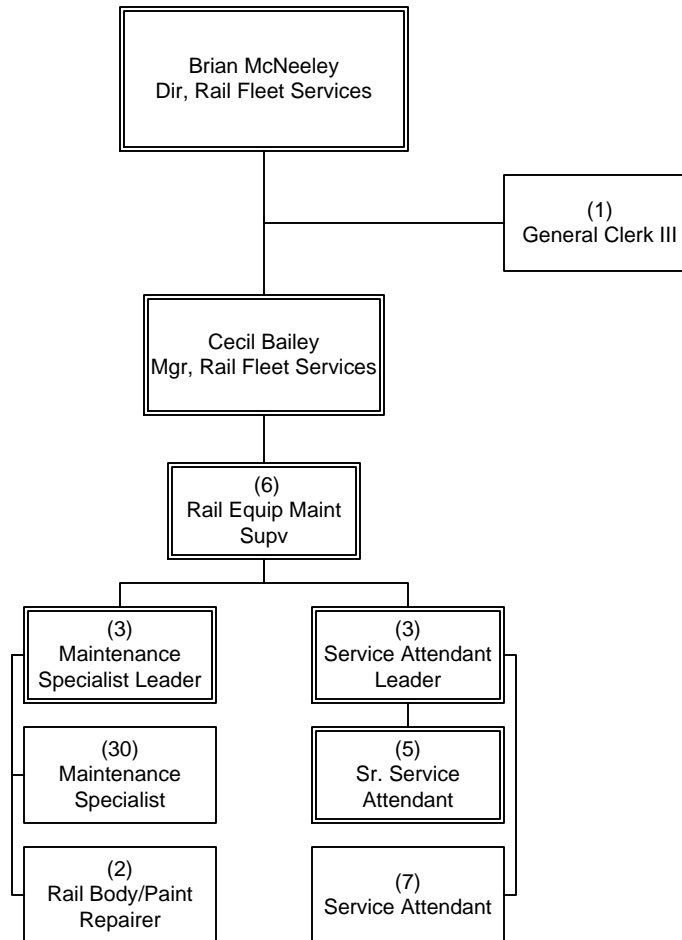 Brian McNeeley
Dir, Rail Fleet Services
(1)
General Clerk III
Cecil Bailey
Mgr, Rail Fleet Services
(6)
Rail Equip Maint
Supv
(3)
Maintenance
Specialist Leader
(3)
Service Attendant
Leader
(30)
Maintenance
Specialist
(5)
Sr. Service
Attendant
(2)
Rail Body/Paint
Repairer
(7)
Service Attendant